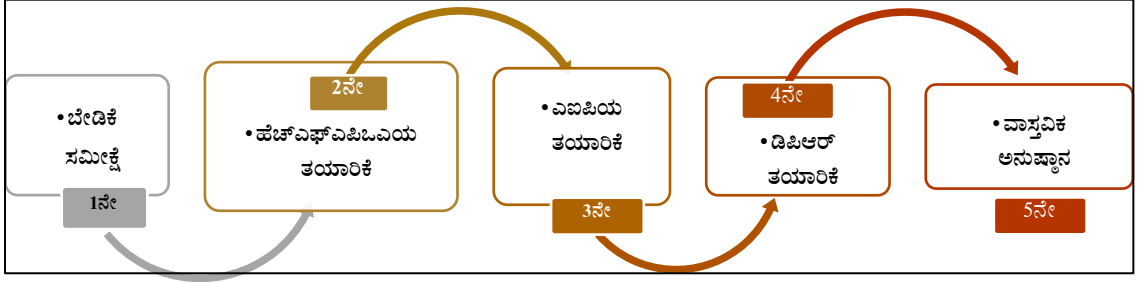 • ಬೇಡಿಕೆ
ಸಮೀಕ್ಷೆ
1ನೇ
2ನೇ
• ಹೆಚ್‌ಎಫ್‌ಎಪಿಒಎಯ
ತಯಾರಿಕೆ
• ಎಐಪಿಯ
ತಯಾರಿಕೆ
3ನೇ
4ನೇ
• ಡಿಪಿಆರ್
ತಯಾರಿಕೆ
• ವಾಸ್ತವಿಕ
ಅನುಷ್ಠಾನ
5ನೇ